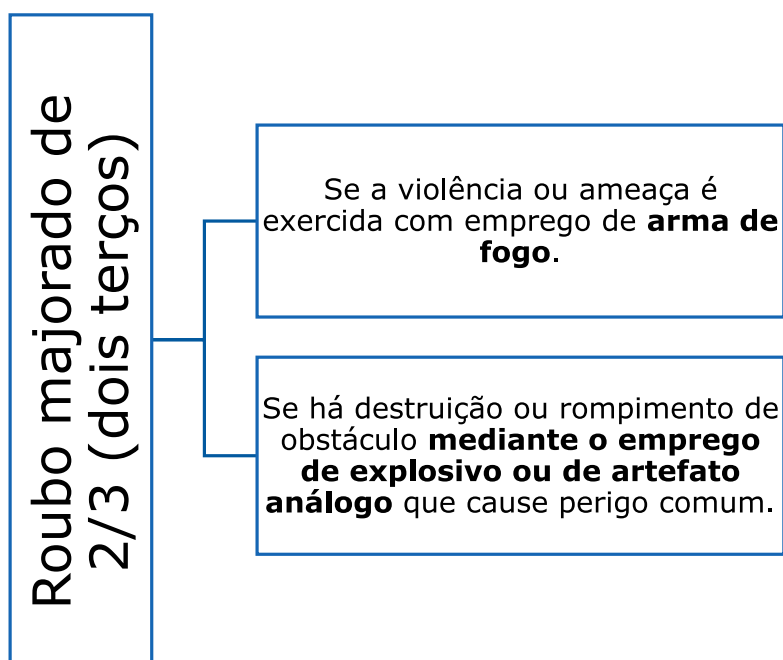 Roubo majorado de
2/3 (dois terços)
Se a violência ou ameaça é
exercida com emprego de arma de
fogo.
Se há destruição ou rompimento de
obstáculo mediante o emprego
de explosivo ou de artefato
análogo que cause perigo comum.